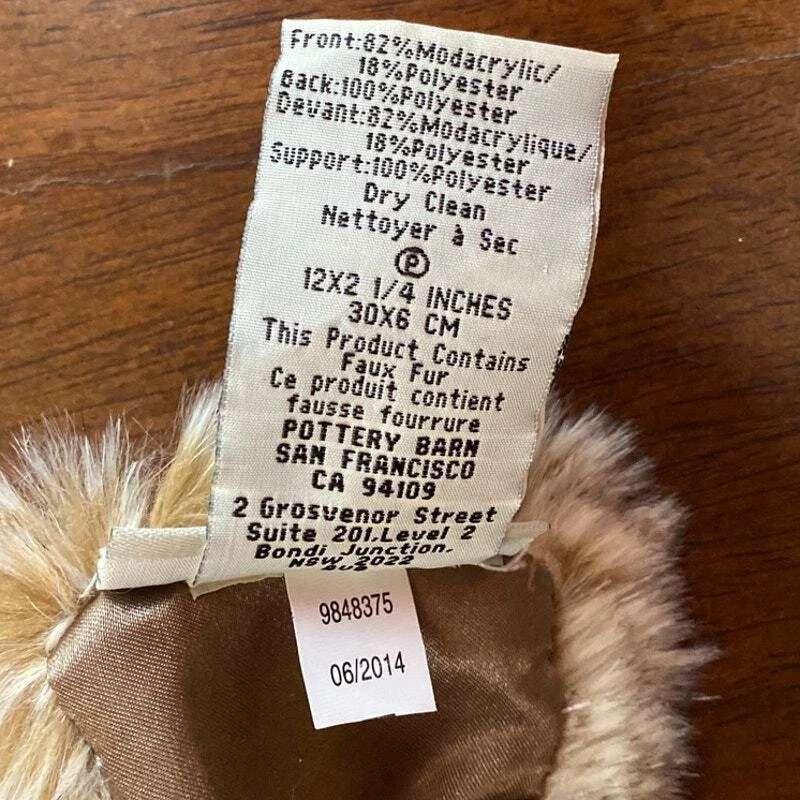 Front:82%Modacrylic/
18%Polyester
Back:100%Polyester
Devant:82%Modacrylique/
18%Polyester
Support:100%Polyester
Dry Clean
Nettoyer à Sec
P
12X2 1/4 INCHES
30X6 CM
This Product Contains
Faux Fur
Ce produit contient
fausse fourrure
POTTERY BARN
SAN FRANCISCO
CA 94109
2 Grosvenor Street
Suite 201.Level 2
Bondi Junction.
NSW 2022
9848375
06/2014